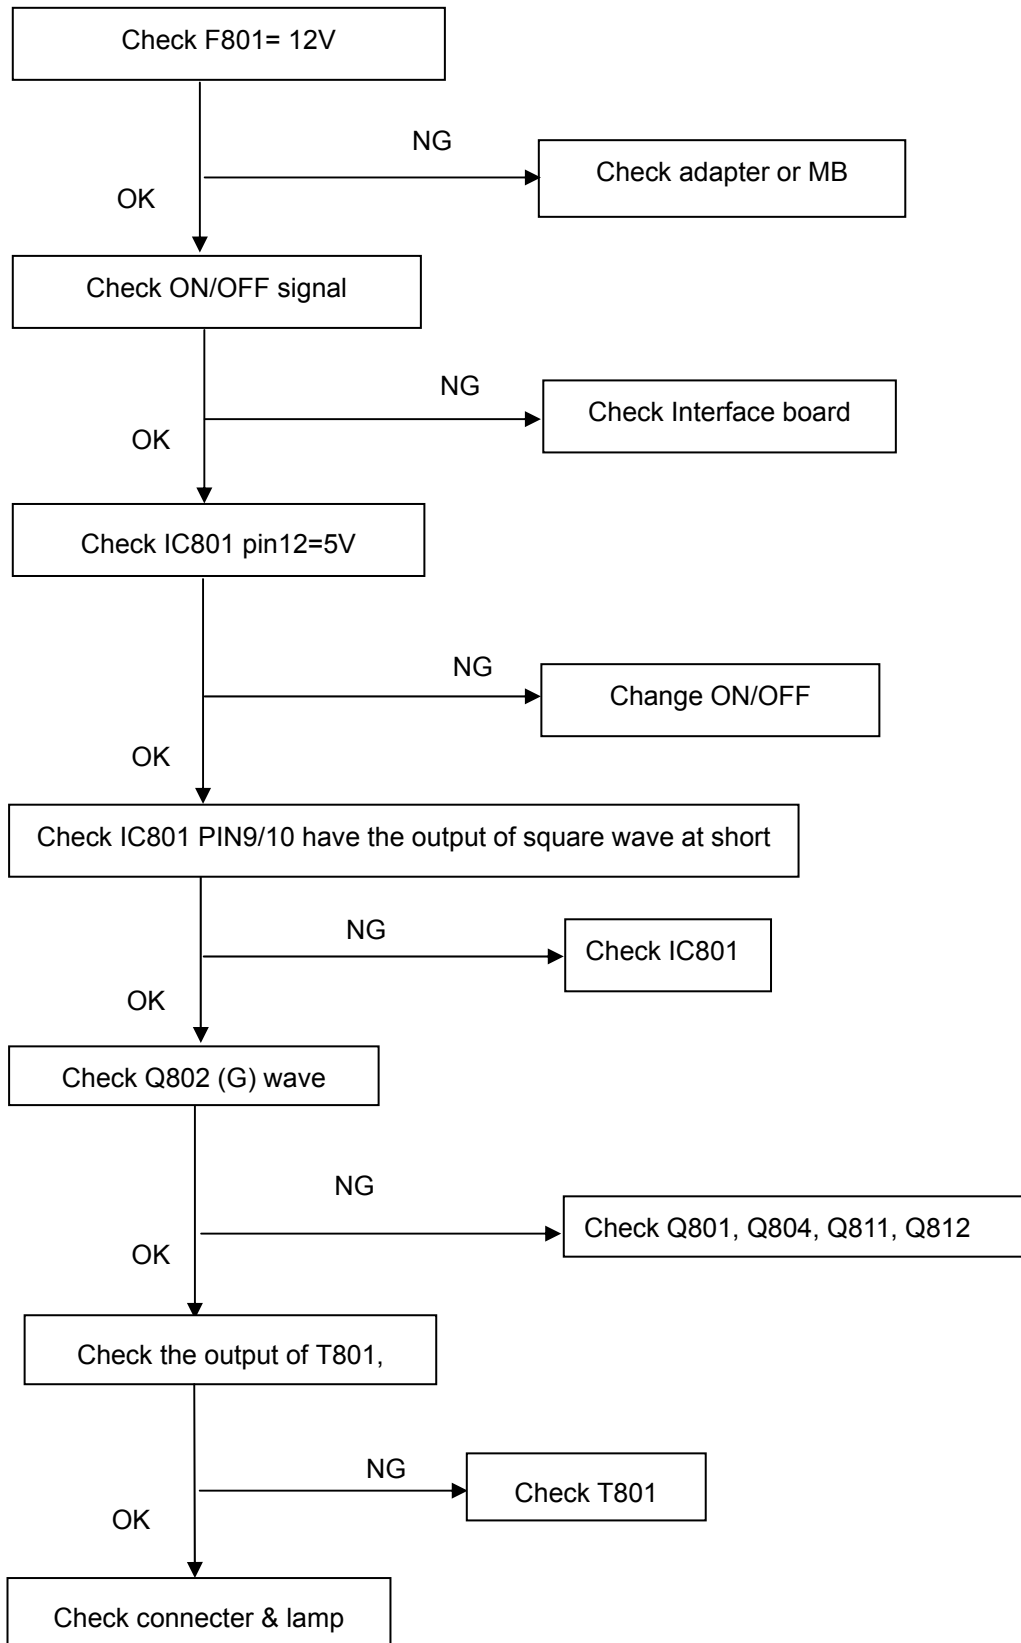 Check F801= 12V
NG
Check adapter or MB
OK
Check ON/OFF signal
NG
Check Interface board
OK
Check IC801 pin12=5V
NG
Change ON/OFF
OK
Check IC801 PIN9/10 have the output of square wave at short
NG
Check IC801
OK
Check Q802 (G) wave
NG
Check Q801, Q804, Q811, Q812
OK
Check the output of T801,
NG
Check T801
OK
Check connecter & lamp